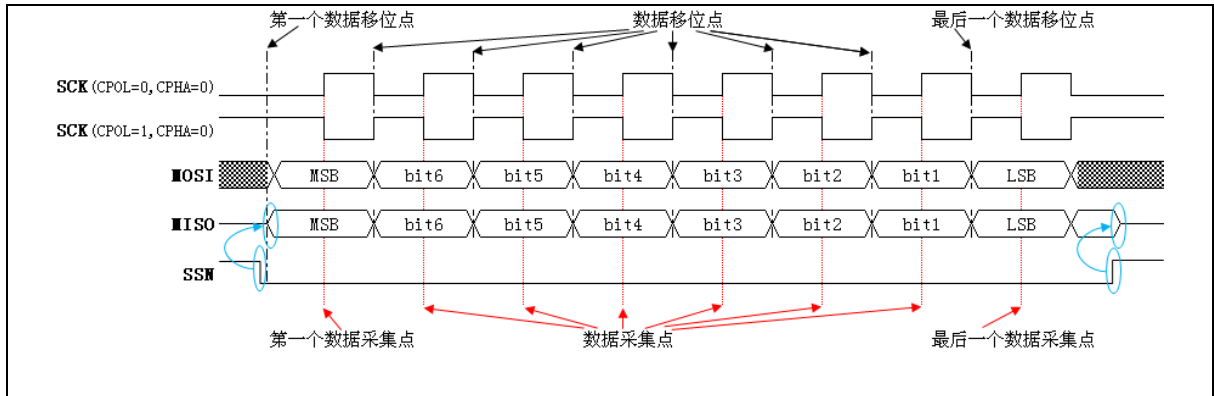 第一个数据移位点 数据移位点 最后一个数据移位点
SCK(CPOL=0,CPHA=0)
SCK(CPOL=1,CPHA=0)
MOSI MSB bit6 bit5 bit4 bit3 bit2 bit1 LSB
MISO MSB bit6 bit5 bit4 bit3 bit2 bit1 LSB
SSN
第一个数据采集点 数据采集点 最后一个数据采集点